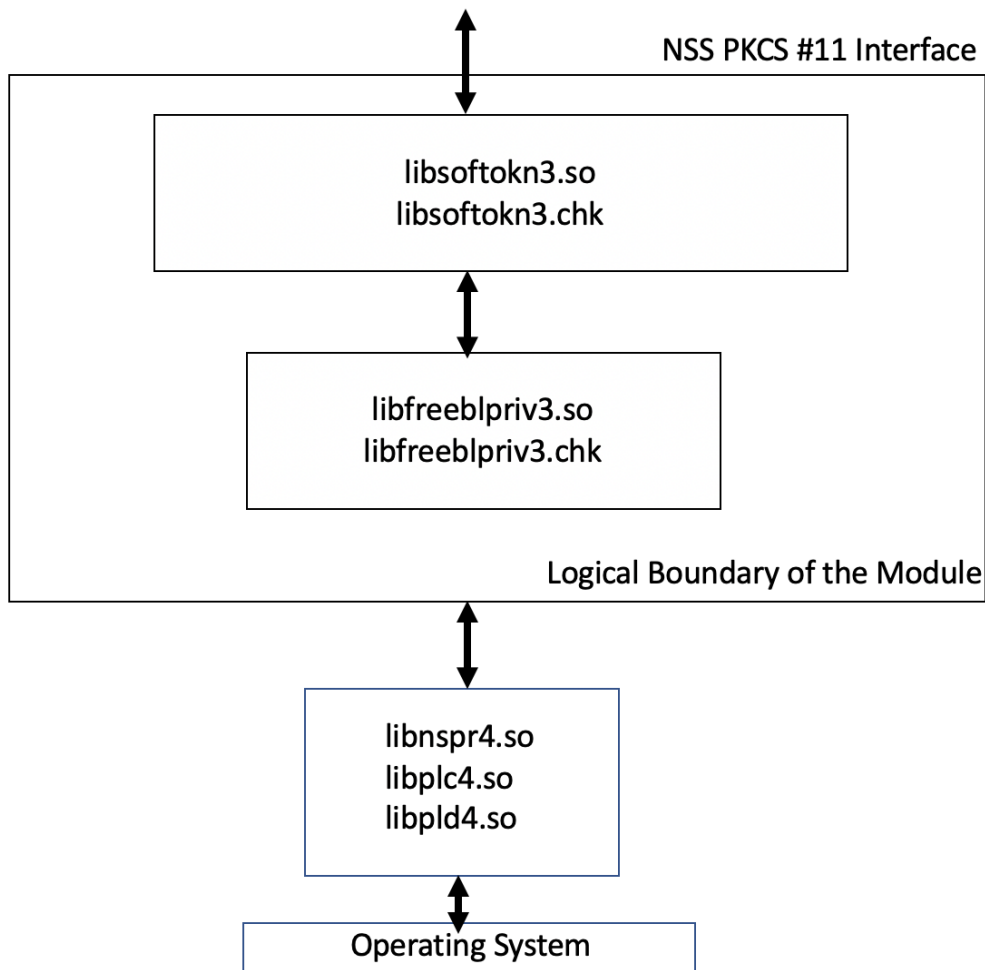 NSS PKCS #11 Interface
libsoftokn3.so
libsoftokn3.chk
libfreeblpriv3.so
libfreeblpriv3.chk
Logical Boundary of the Module
libnspr4.so
libplc4.so
libpld4.so
Operating System